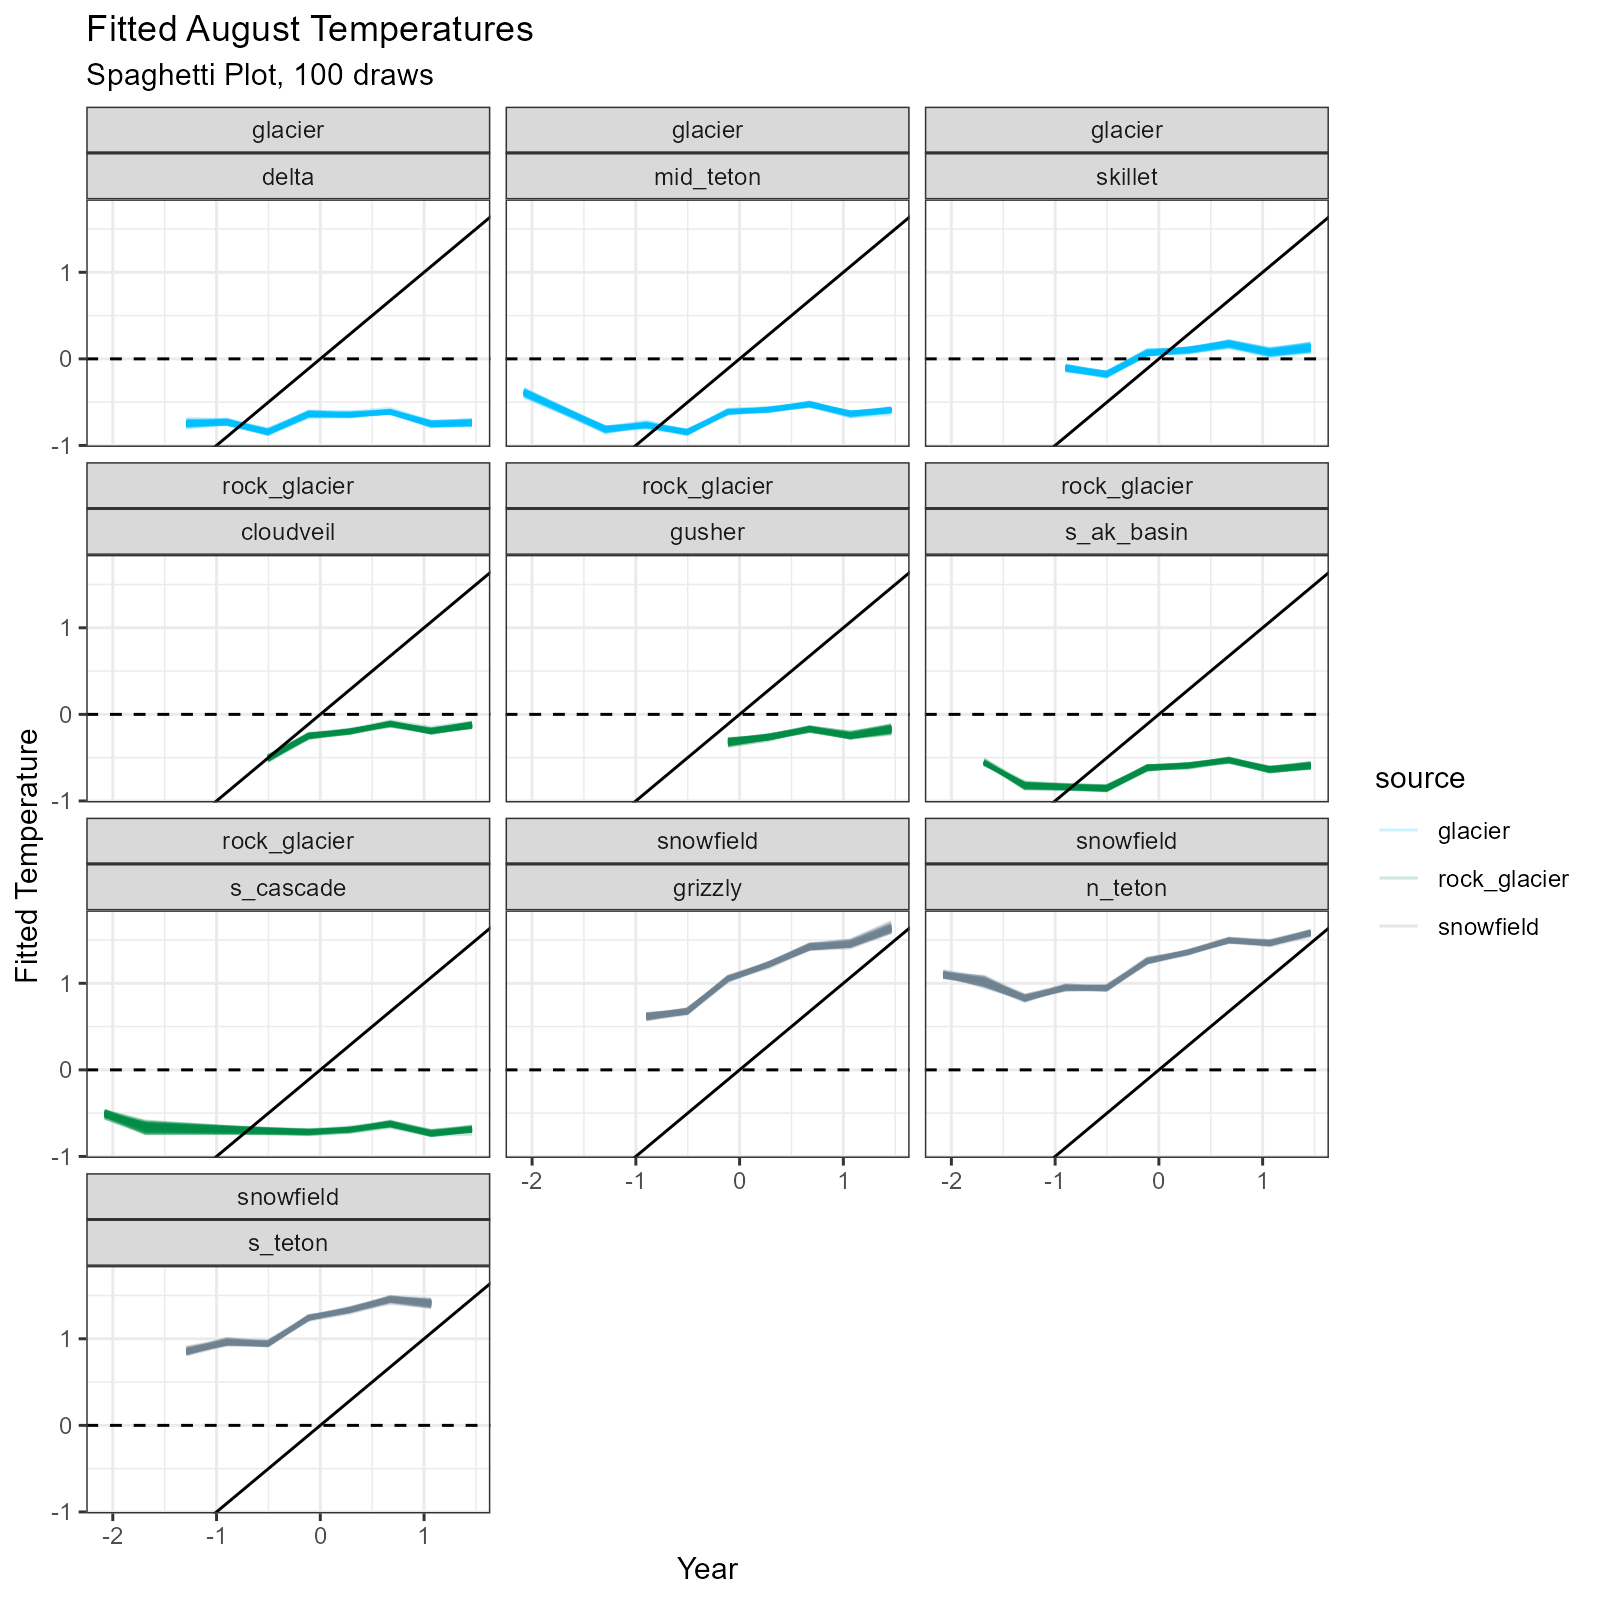 Fitted August Temperatures
Spaghetti Plot, 100 draws
glacier
glacier
glacier
delta
mid_teton
skillet
1
0
-1
rock_glacier
rock_glacier
rock_glacier
cloudveil
gusher
s_ak_basin
1
0
-1
rock_glacier
snowfield
snowfield
s_cascade
grizzly
n_teton
1
0
-1
-2 -1 0 1
-2 -1 0 1
snowfield
s_teton
1
0
-1
-2 -1 0 1
Year
Fitted Temperature
source
glacier
rock_glacier
snowfield